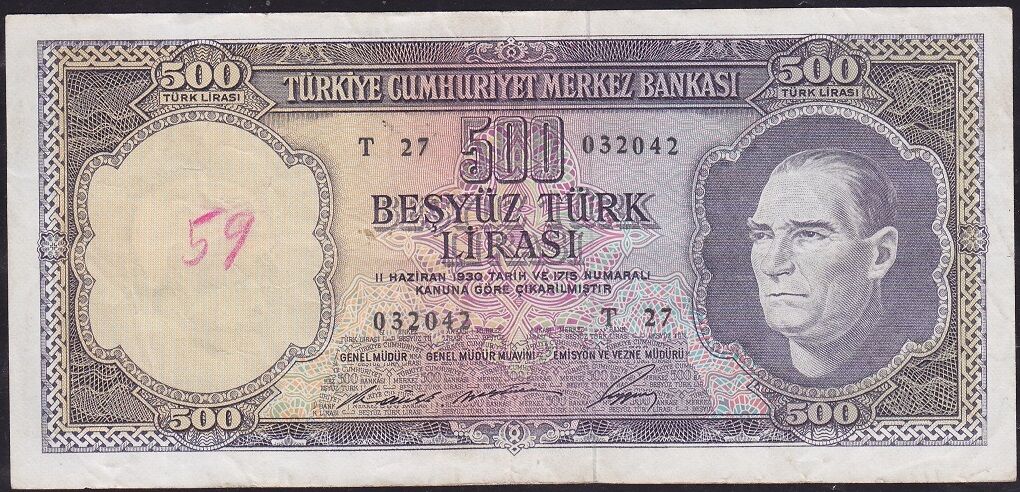 500
TÜRK LİRASI
TÜRKİYE CUMHURİYET MERKEZ BANKASI
500
TÜRK LİRASI
T 27
500
032042
BEŞYÜZ TÜRK
LİRASI
59
11 HAZİRAN 1930 TARİH VE 1715 NUMARALI
KANUNA GÖRE ÇIKARILMIŞTIR
032042
T 27
GENEL MÜDÜR GENEL MÜDÜR MUAVİNİ EMİSYON VE VEZNE MÜDÜRÜ
500
500